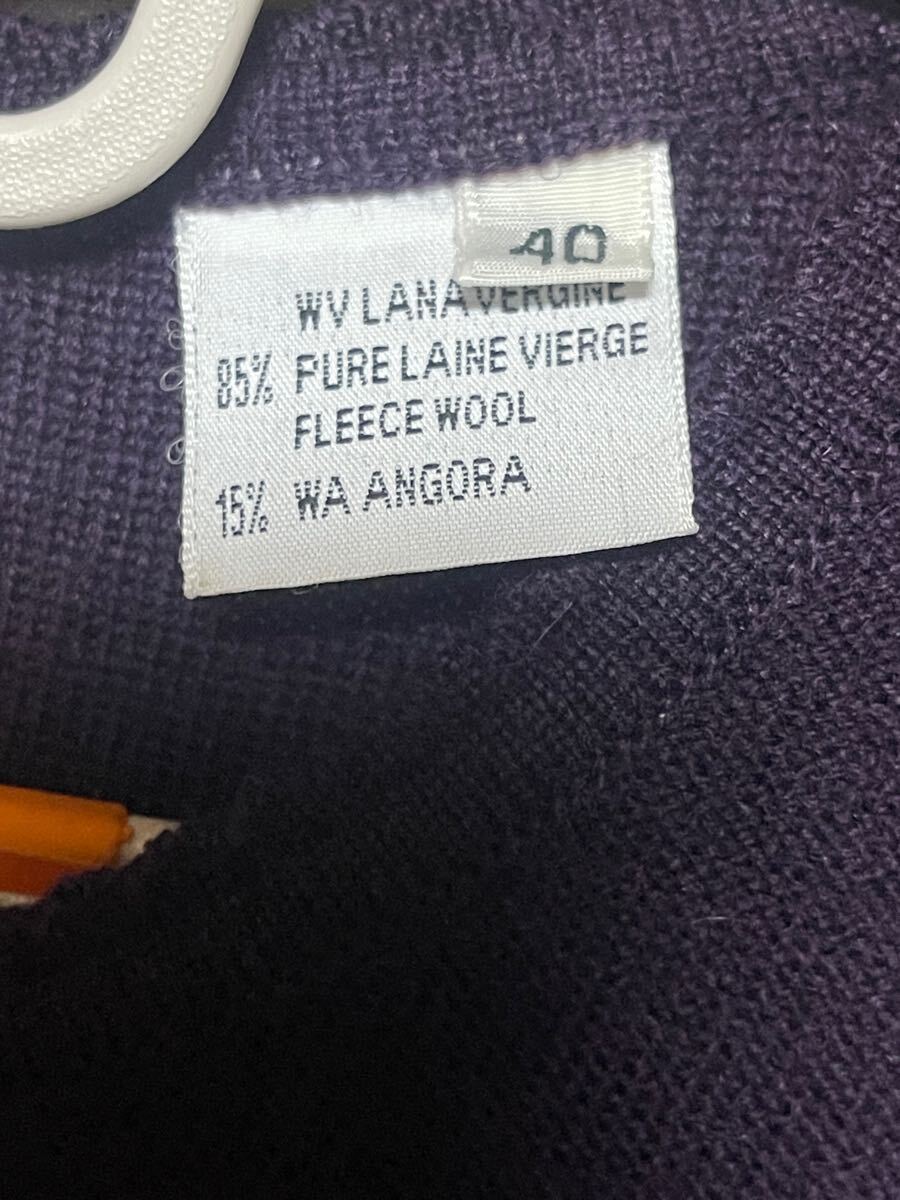 40
WV LANA VERGINE
85% PURE LAINE VIERGE
FLEECE WOOL
15% WA ANGORA